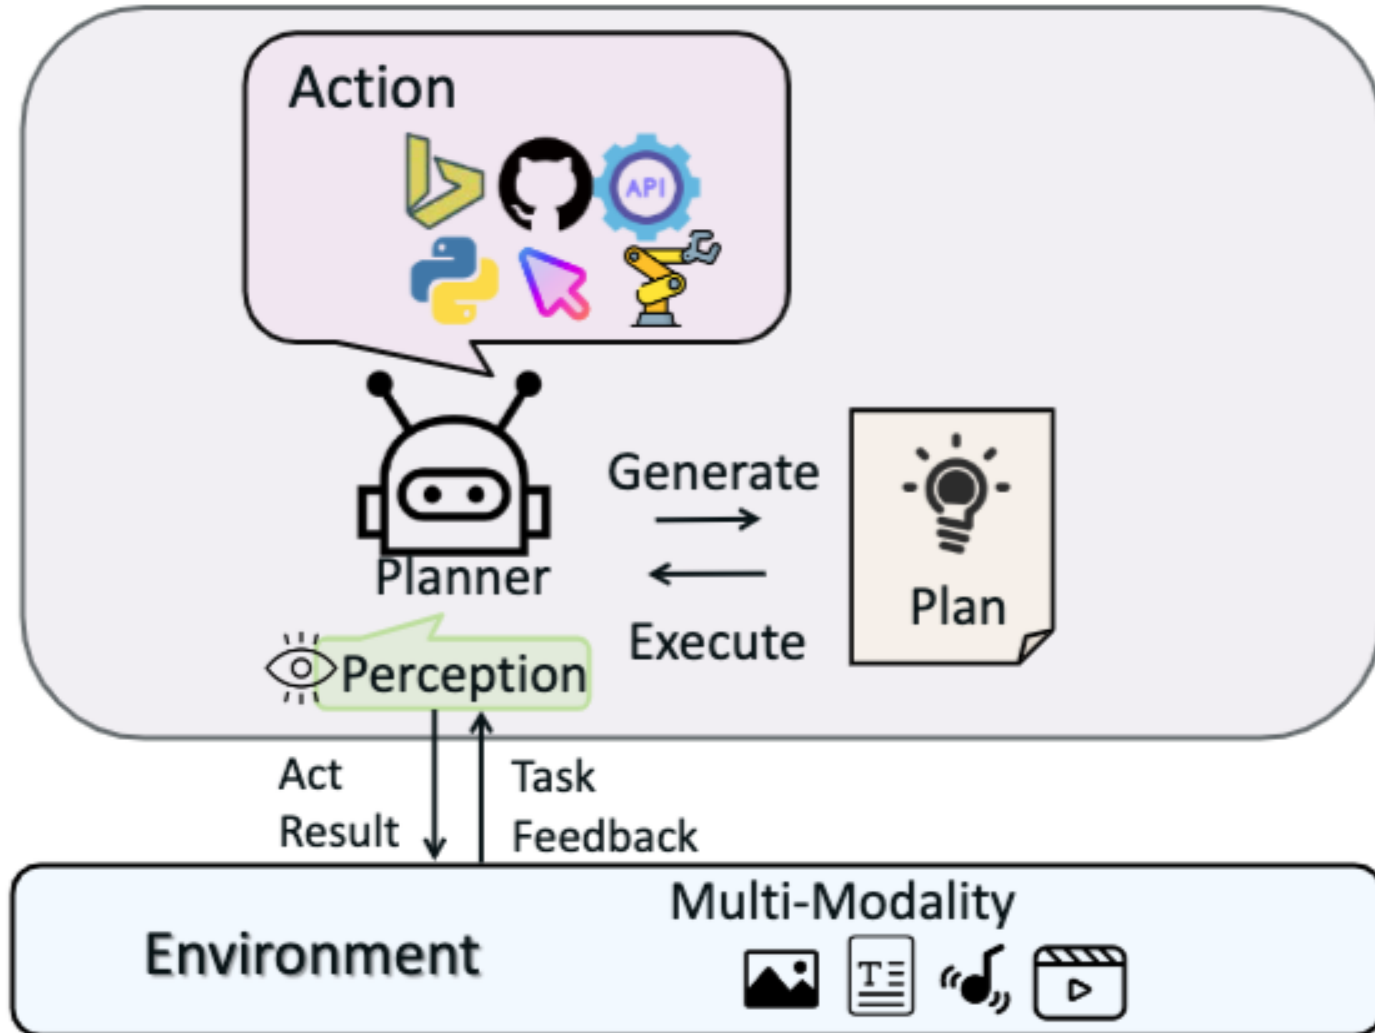 Action
API
Generate
Planner
Plan
Execute
Perception
Act
Result
Task
Feedback
Multi-Modality
Environment
T